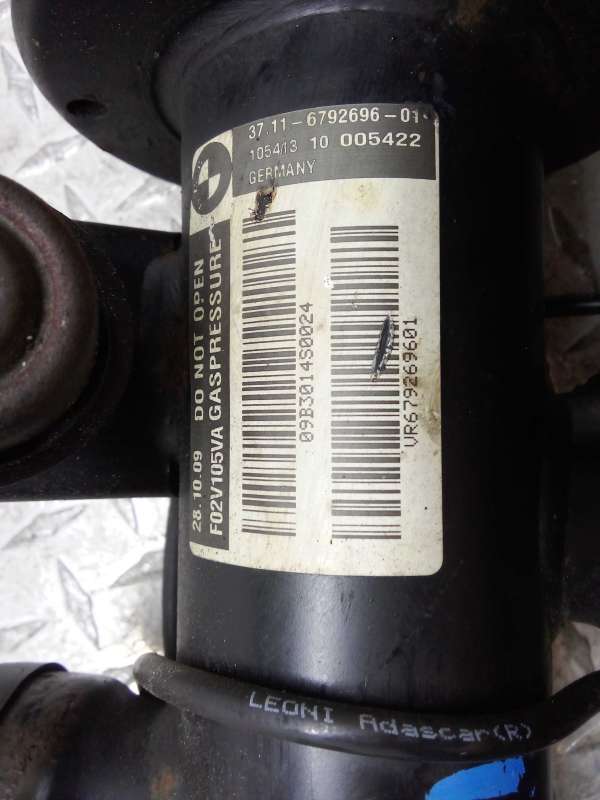 37.11-6792696-01
105413 10 005422
GERMANY
28.10.09 DO NOT OPEN
F02V105VA GASPRESSURE
09B3014S0024
VR679269601
LEONI Adascar(R)